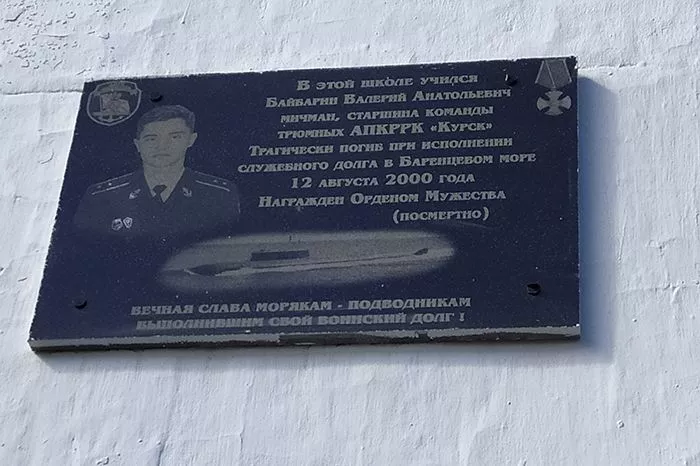 В этой школе учился
Байбарин Валерий Анатольевич
мичман, старшина команды
трюмных АПКРРК «Курск»
Трагически погиб при исполнении
служебного долга в Баренцевом море
12 августа 2000 года
Награжден Орденом Мужества
(посмертно)
Вечная слава морякам - подводникам
выполнившим свой воинский долг !